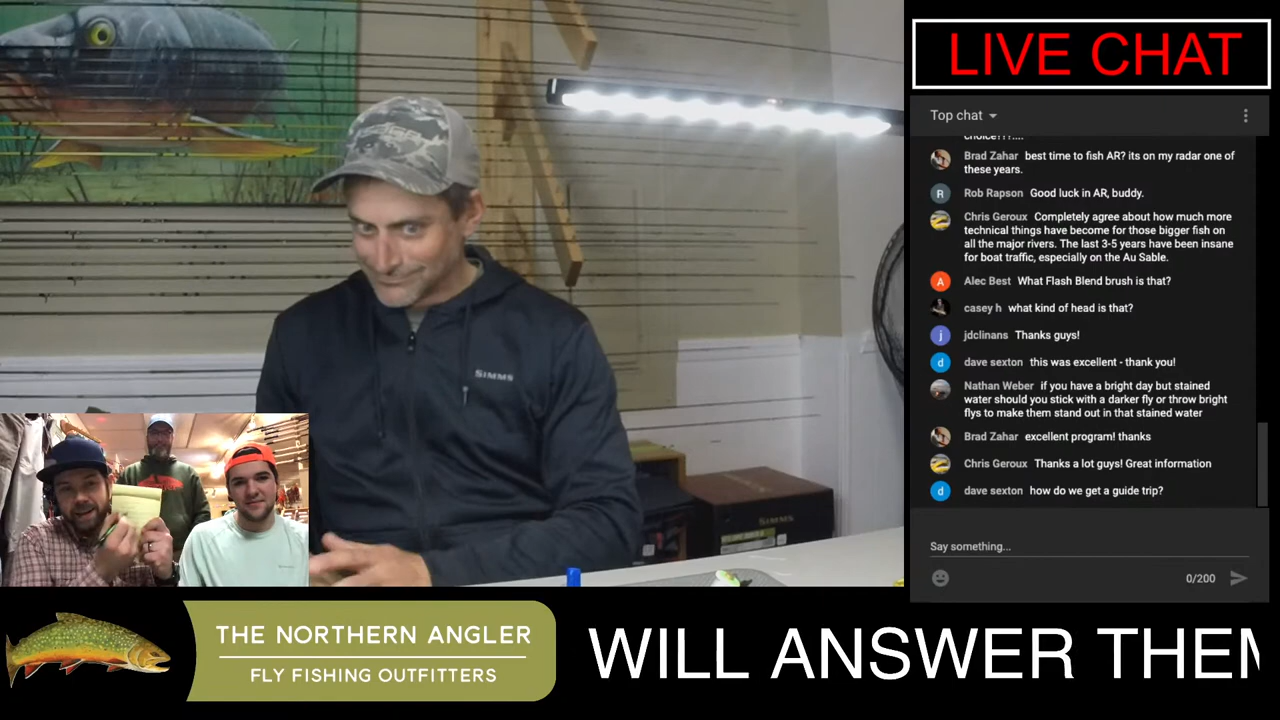 LIVE CHAT
Top chat
choice???....
Brad Zahar best time to fish AR? its on my radar one of
these years.
Rob Rapson Good luck in AR, buddy.
Chris Geroux Completely agree about how much more
technical things have become for those bigger fish on
all the major rivers. The last 3-5 years have been insane
for boat traffic, especially on the Au Sable.
Alec Best What Flash Blend brush is that?
casey h what kind of head is that?
jdclinans Thanks guys!
dave sexton this was excellent - thank you!
Nathan Weber if you have a bright day but stained
water should you stick with a darker fly or throw bright
flys to make them stand out in that stained water
Brad Zahar excellent program! thanks
Chris Geroux Thanks a lot guys! Great information
dave sexton how do we get a guide trip?
Say something...
0/200
SIMMS
SIMMS
THE NORTHERN ANGLER
FLY FISHING OUTFITTERS
WILL ANSWER THEM